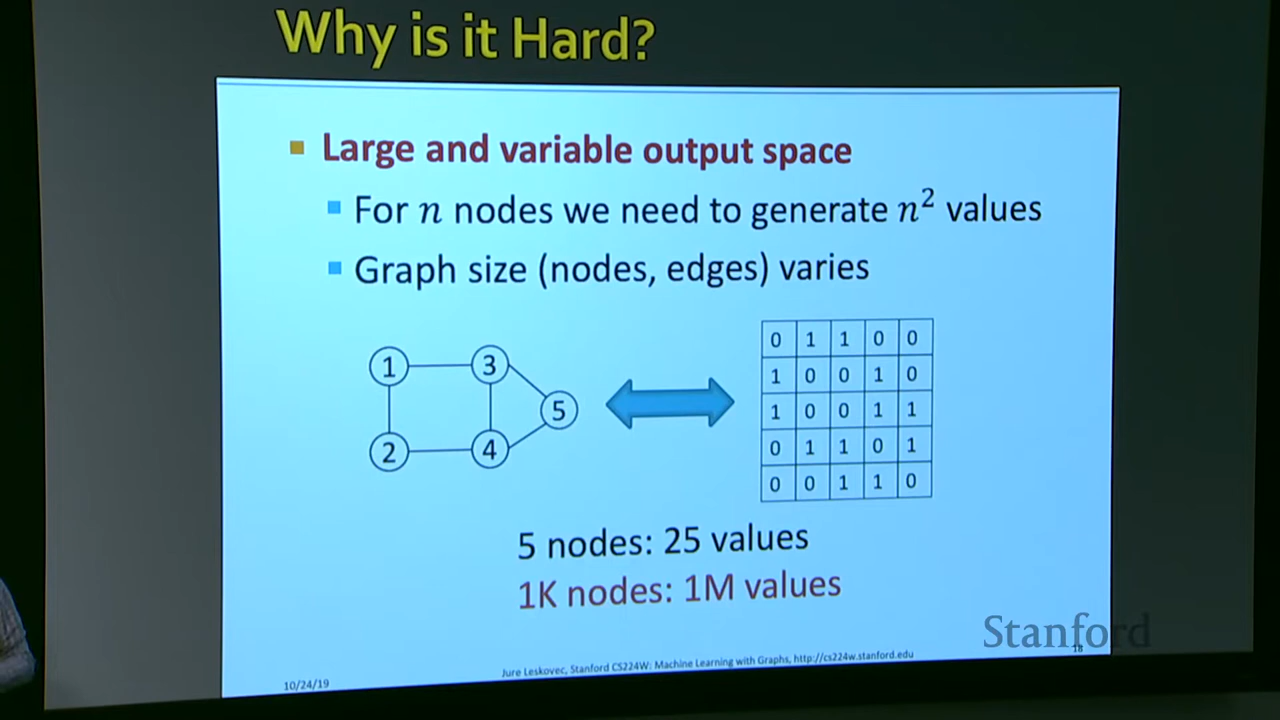 Why is it Hard?
Large and variable output space
For n nodes we need to generate n² values
Graph size (nodes, edges) varies
1 3 5 2 4
0 1 1 0 0
1 0 0 1 0
1 0 0 1 1
0 1 1 0 1
0 0 1 1 0
5 nodes: 25 values
1K nodes: 1M values
Stanford
18
Jure Leskovec, Stanford CS224W: Machine Learning with Graphs, http://cs224w.stanford.edu
10/24/19